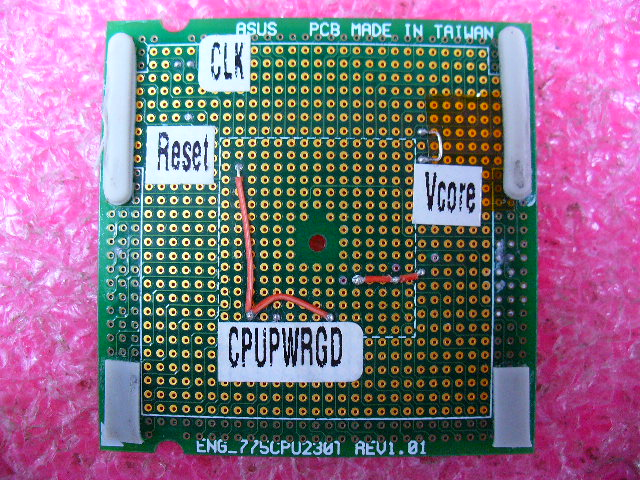 ASUS PCB MADE IN TAIWAN
CLK
Reset
Vcore
CPUPWRGD
ENG_775CPU2301 REV1.01